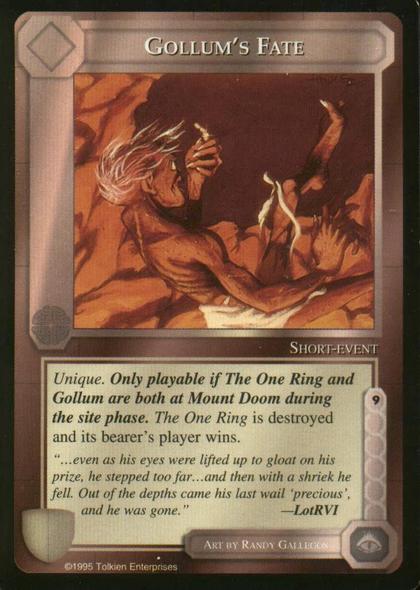 GOLLUM'S FATE
SHORT-EVENT
Unique. Only playable if The One Ring and
Gollum are both at Mount Doom during
the site phase. The One Ring is destroyed
and its bearer's player wins.
9
"...even as his eyes were lifted up to gloat on his
prize, he stepped too far...and then with a shriek he
fell. Out of the depths came his last wail 'precious',
and he was gone." —LotRVI
ART BY RANDY GALLEGOS
©1995 Tolkien Enterprises